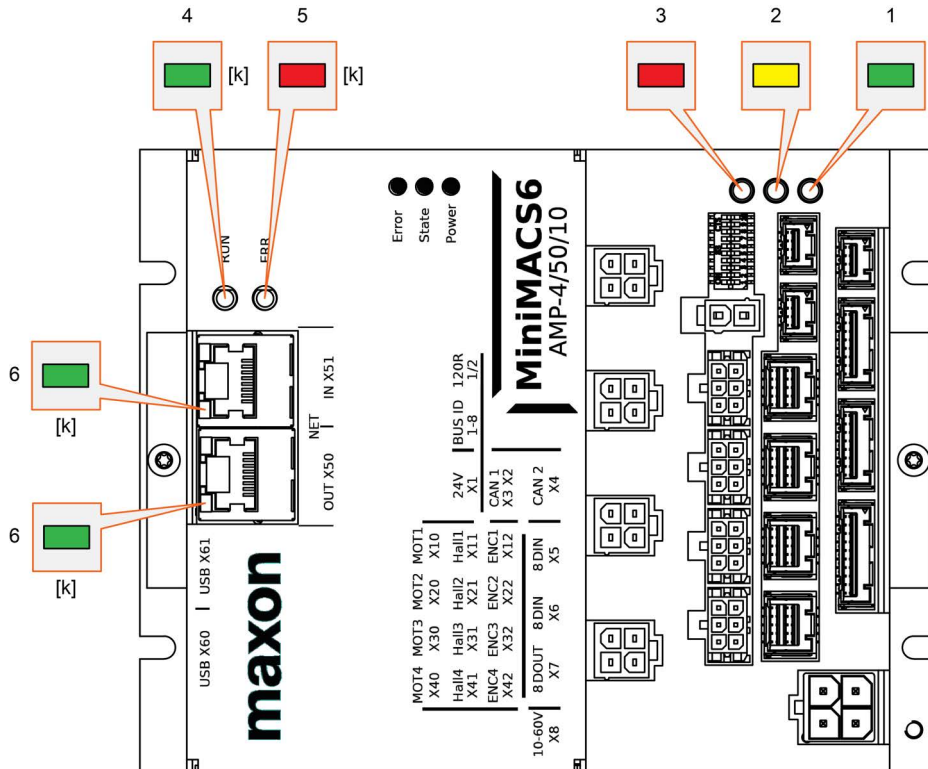 4 5 3 2 1
[k] [k]
Error
State
Power
RUN
ERR
MiniMACS6
AMP-4/50/10
6
[k]
6
[k]
IN X51
NET
OUT X50
120R
1/2
BUS ID
1-8
24V
X1
CAN 1
X3 X2
CAN 2
X4
USB X61
USB X60
maxon
MOT1
X10
Hall1
X11
ENC1
X12
8DIN
X5
MOT2
X20
Hall2
X21
ENC2
X22
8DIN
X6
MOT3
X30
Hall3
X31
ENC3
X32
8DOUT
X7
MOT4
X40
Hall4
X41
ENC4
X42
10-60V
X8